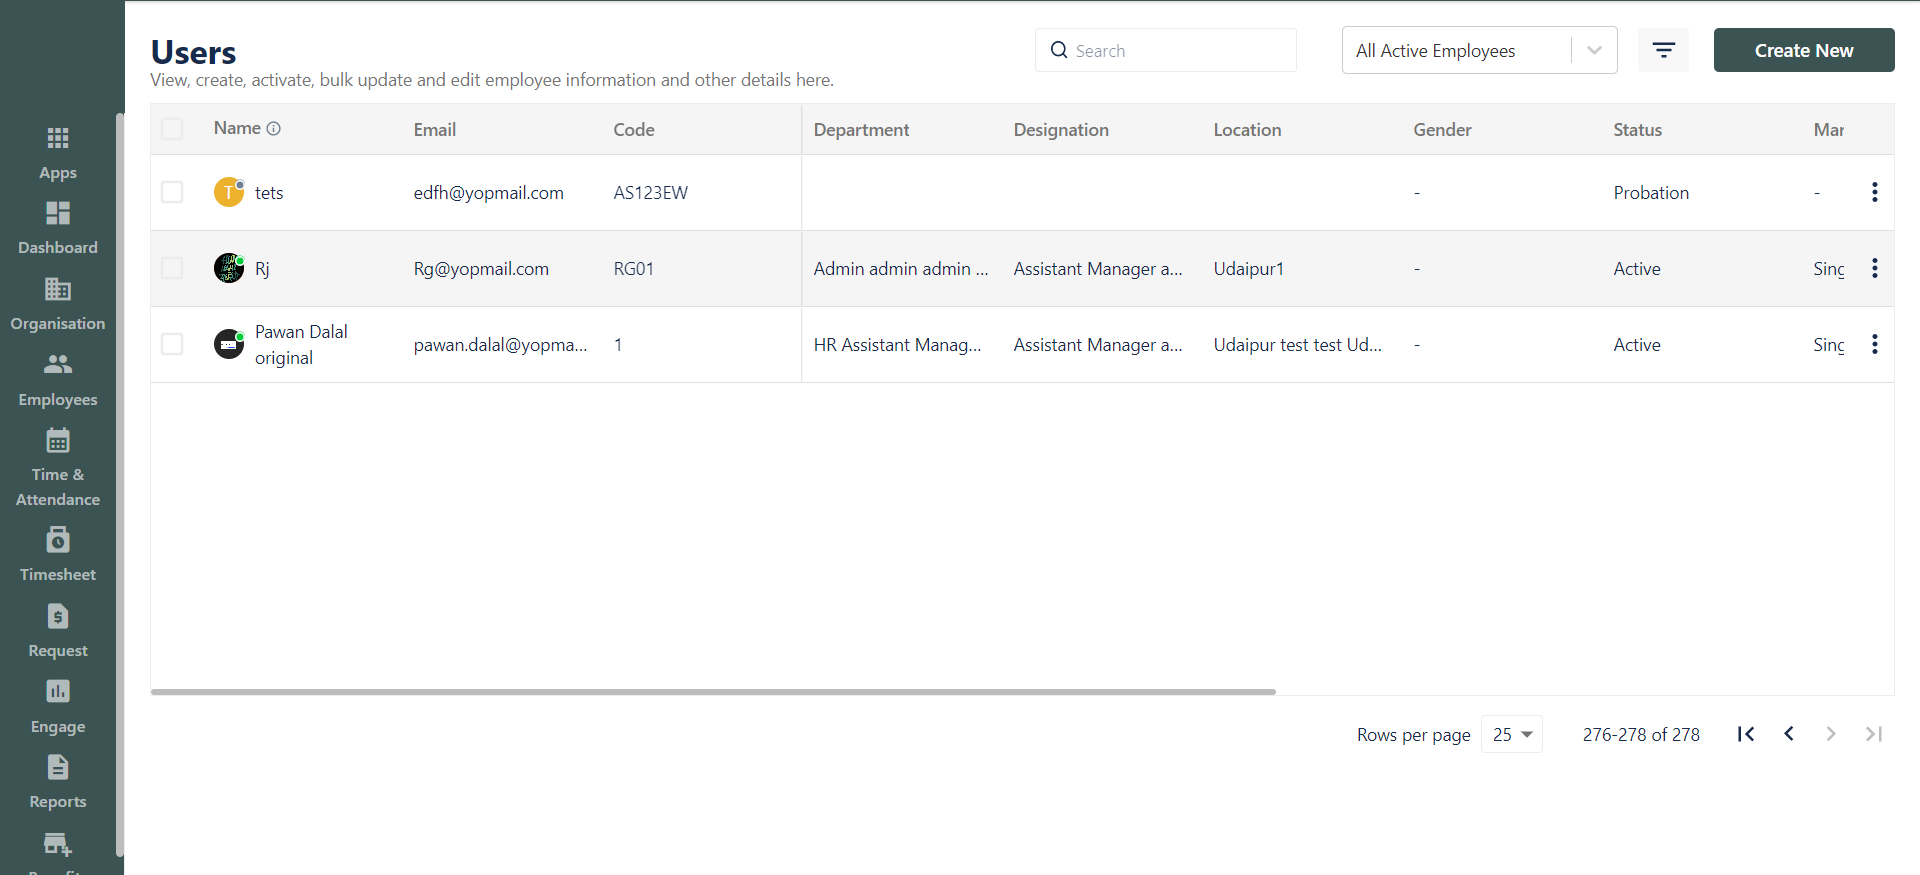 Users
View, create, activate, bulk update and edit employee information and other details here.
Search
All Active Employees
Create New
Apps
Dashboard
Organisation
Employees
Time &
Attendance
Timesheet
Request
Engage
Reports
Name Email Code Department Designation Location Gender Status Mar
T tets edfh@yopmail.com AS123EW - Probation -
Rj Rg@yopmail.com RG01 Admin admin admin ... Assistant Manager a... Udaipur1 - Active Sing
Pawan Dalal
original pawan.dalal@yopma... 1 HR Assistant Manag... Assistant Manager a... Udaipur test test Ud... - Active Sing
Rows per page 25 276-278 of 278